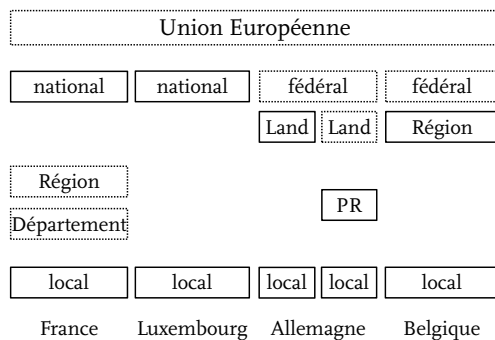 Union Européenne
national national fédéral fédéral
Land Land Région
Région
PR
Département
local local local local local
France Luxembourg Allemagne Belgique